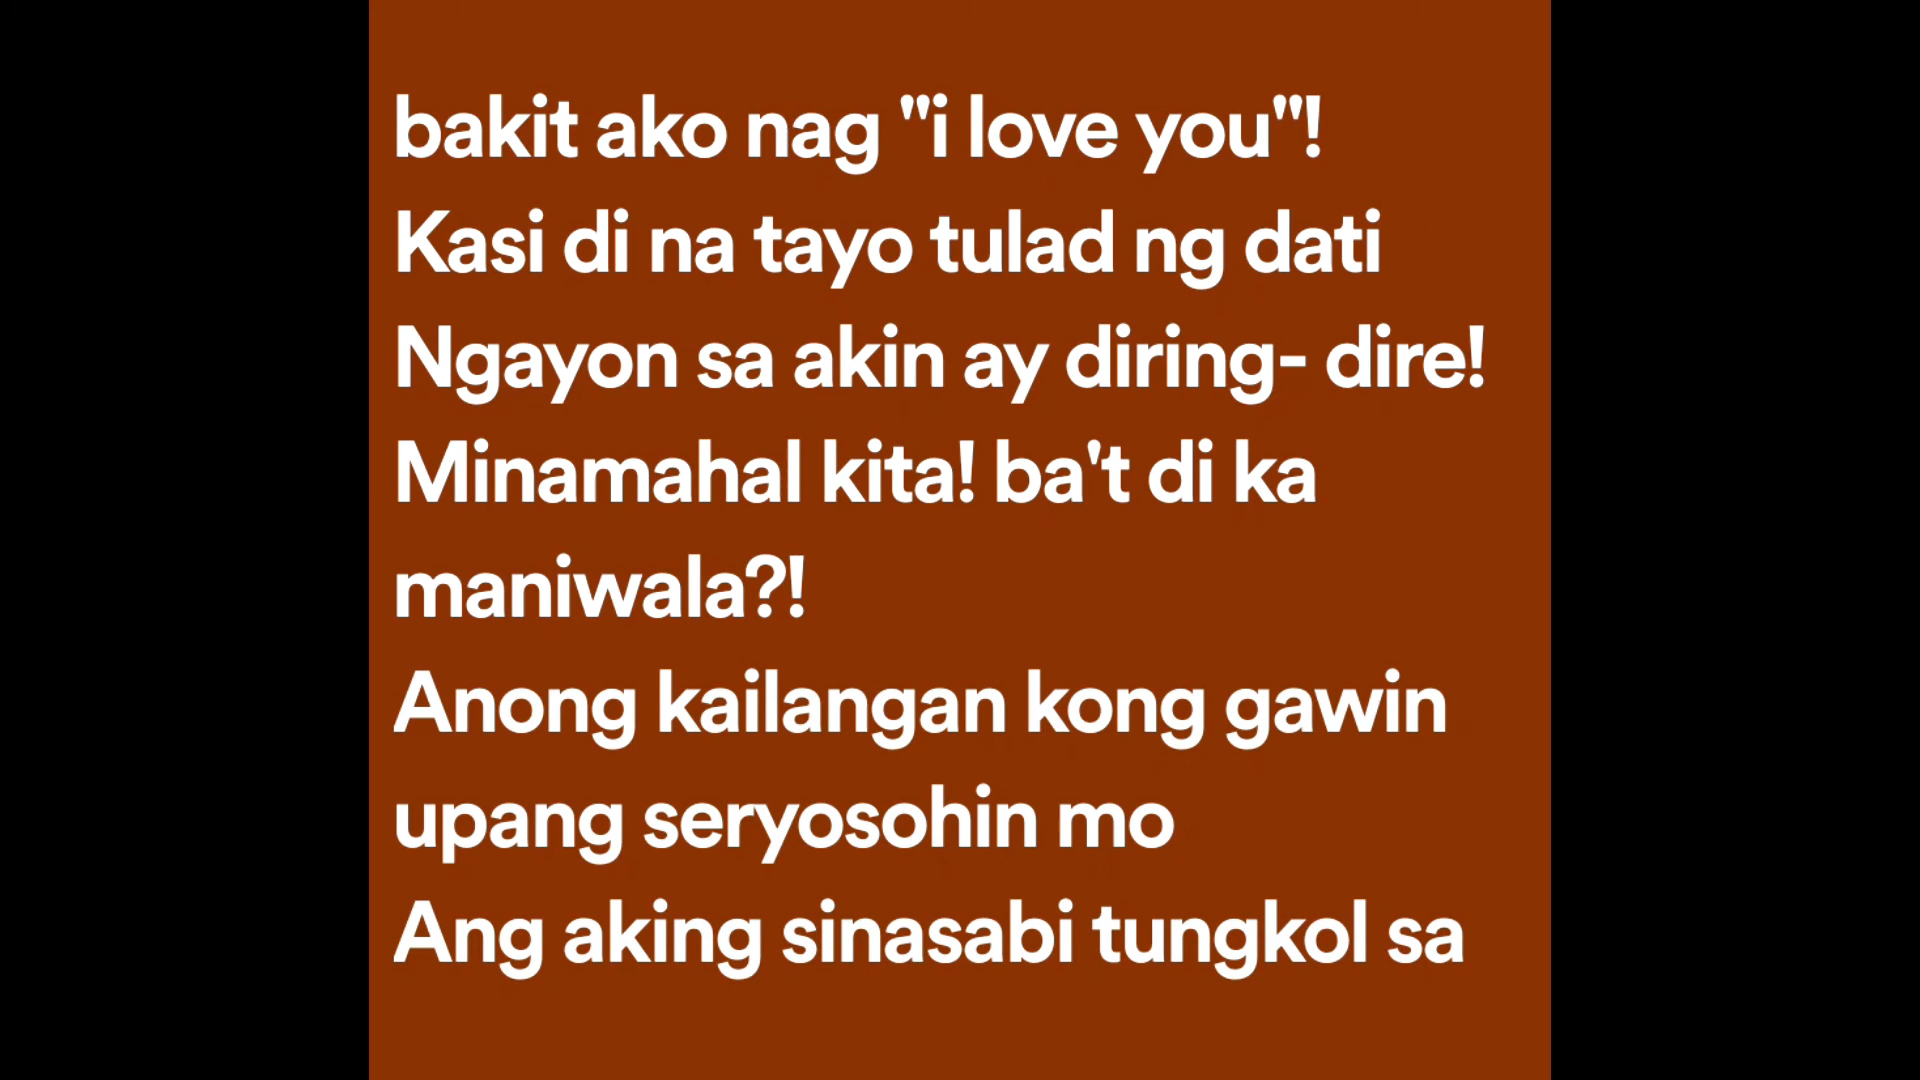 bakit ako nag "i love you"!
Kasi di na tayo tulad ng dati
Ngayon sa akin ay diring- dire!
Minamahal kita! ba't di ka
maniwala?!
Anong kailangan kong gawin
upang seryosohin mo
Ang aking sinasabi tungkol sa